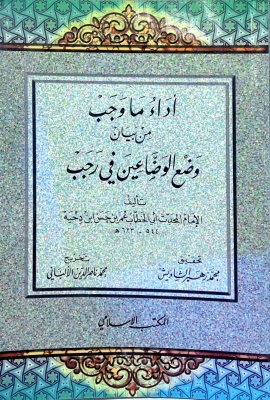 أداء ما وجب
من بيان
وضع الوضاعين في رجب
تأليف
الإمام المحدث أبي الخطاب عمر بن حسن ابن دحية
٥٤٤ - ٦٣٣ هـ
تحقيق
محمد زهير الشاويش
تخريج
محمد ناصر الدين الألباني
المكتب الإسلامي